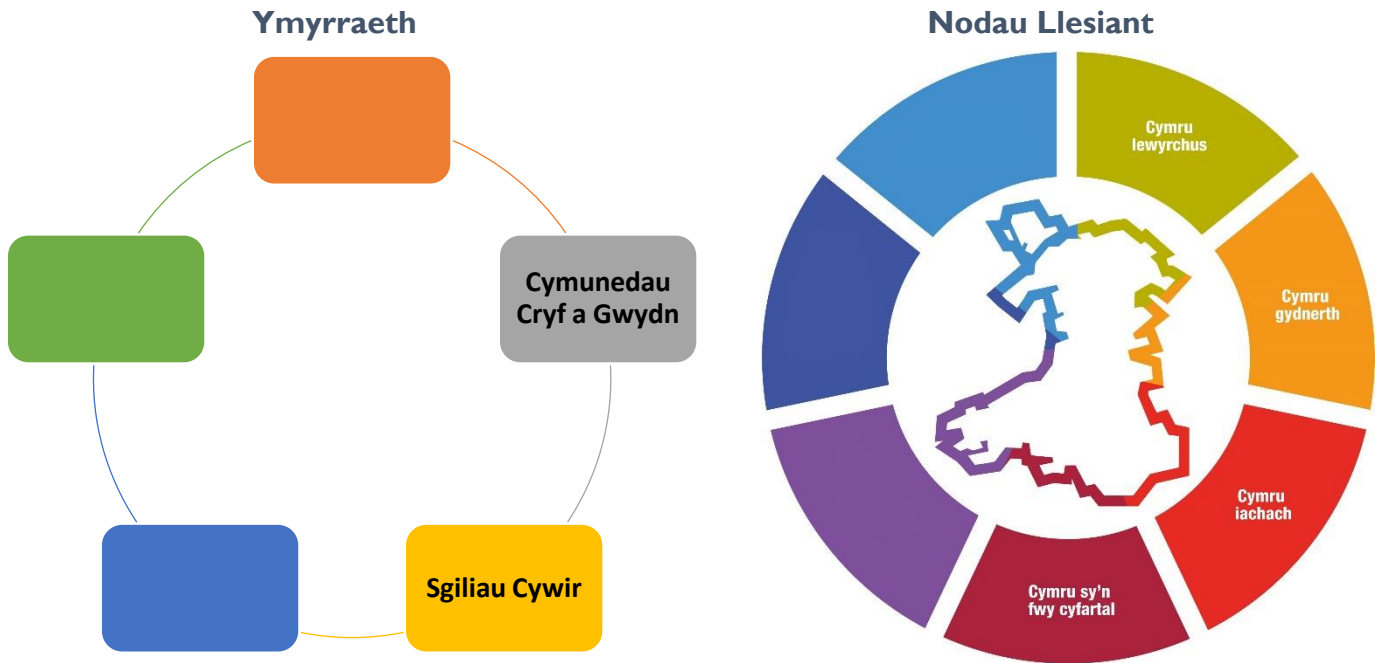 Ymyrraeth
Cymunedau
Cryf a Gwydn
Sgiliau Cywir
Nodau Llesiant
Cymru
lewyrchus
Cymru
gydnerth
Cymru
iachach
Cymru sy'n
fwy cyfartal